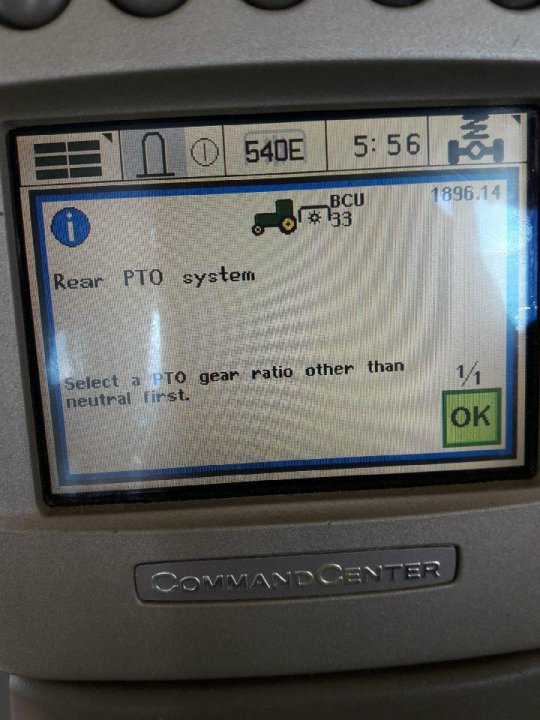 540E
5:56
BCU
33
1896.14
Rear PTO system
Select a PTO gear ratio other than
neutral first.
1/1
OK
COMMANDCENTER